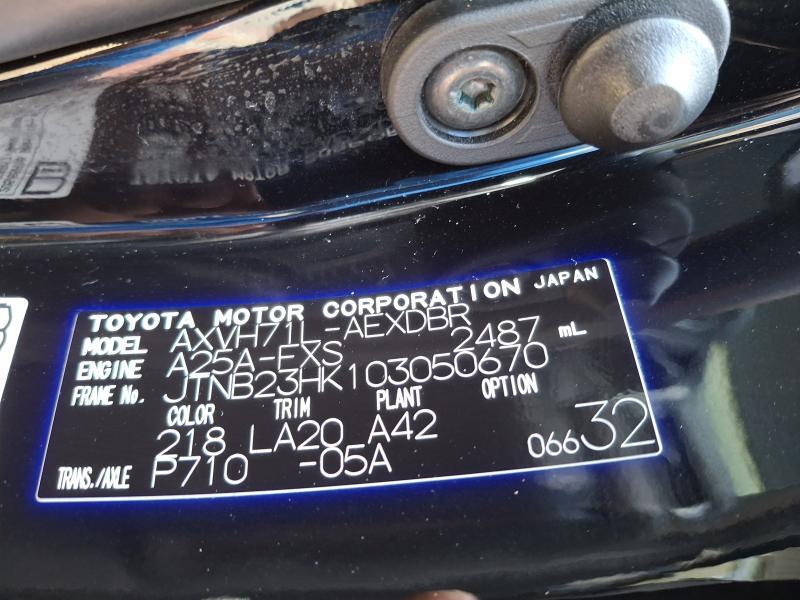 TOYOTA MOTOR CORPORATION JAPAN
MODEL AXVH71L-AEXDBR
ENGINE A25A-FXS 2487 mL
FRAME No. JTNB23HK103050670
COLOR TRIM PLANT OPTION
218 LA20 A42
TRANS./AXLE P710 -05A 06632